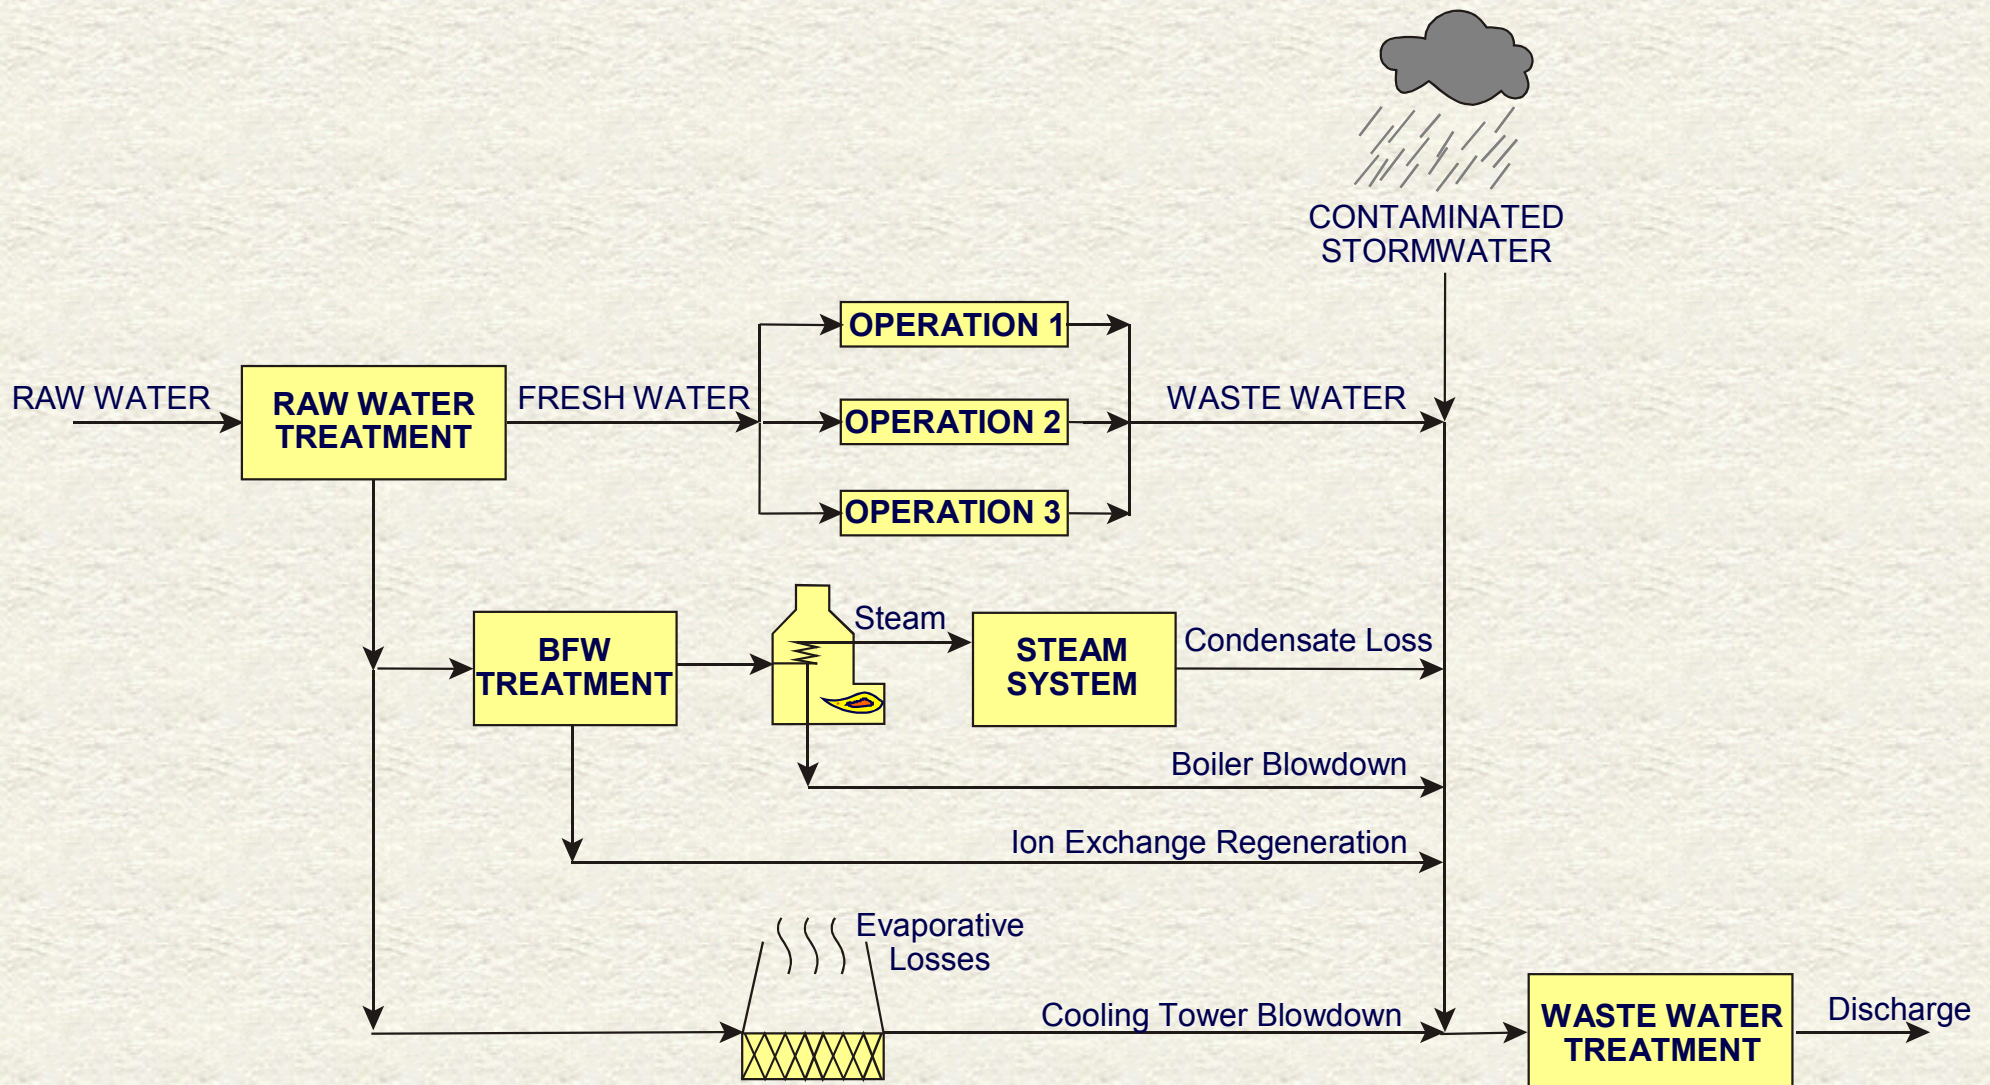 CONTAMINATED
STORMWATER
OPERATION 1
RAW WATER
RAW WATER
TREATMENT
FRESH WATER
OPERATION 2
WASTE WATER
OPERATION 3
BFW
TREATMENT
Steam
STEAM
SYSTEM
Condensate Loss
Boiler Blowdown
Ion Exchange Regeneration
Evaporative
Losses
Cooling Tower Blowdown
WASTE WATER
TREATMENT
Discharge